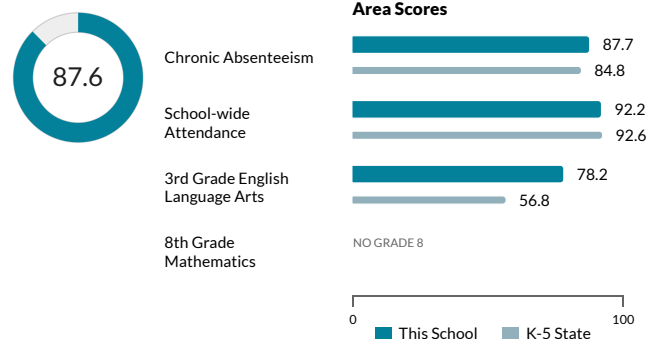 Area Scores
87.6
Chronic Absenteeism
87.7
84.8
School-wide
Attendance
92.2
92.6
3rd Grade English
Language Arts
78.2
56.8
8th Grade
Mathematics
NO GRADE 8
0 100
This School K-5 State